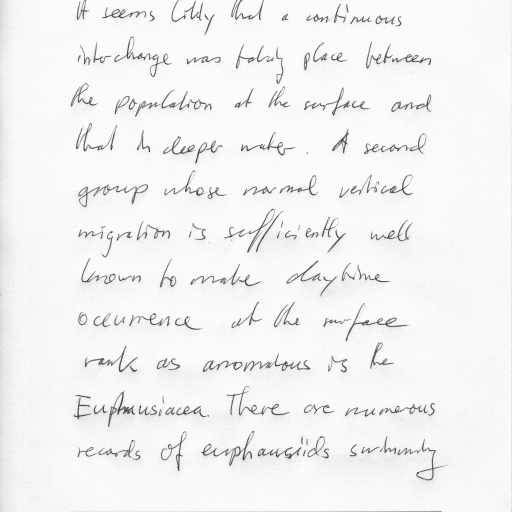 It seems likly that a continuous
interchange was taking place between
the population at the surface and
that in deeper water. A second
group whose normal vertical
migration is sufficiently well
known to make daytime
occurrence at the surface
rank as anomalous is the
Euphausiacea. There are numerous
records of euphausiids swimming